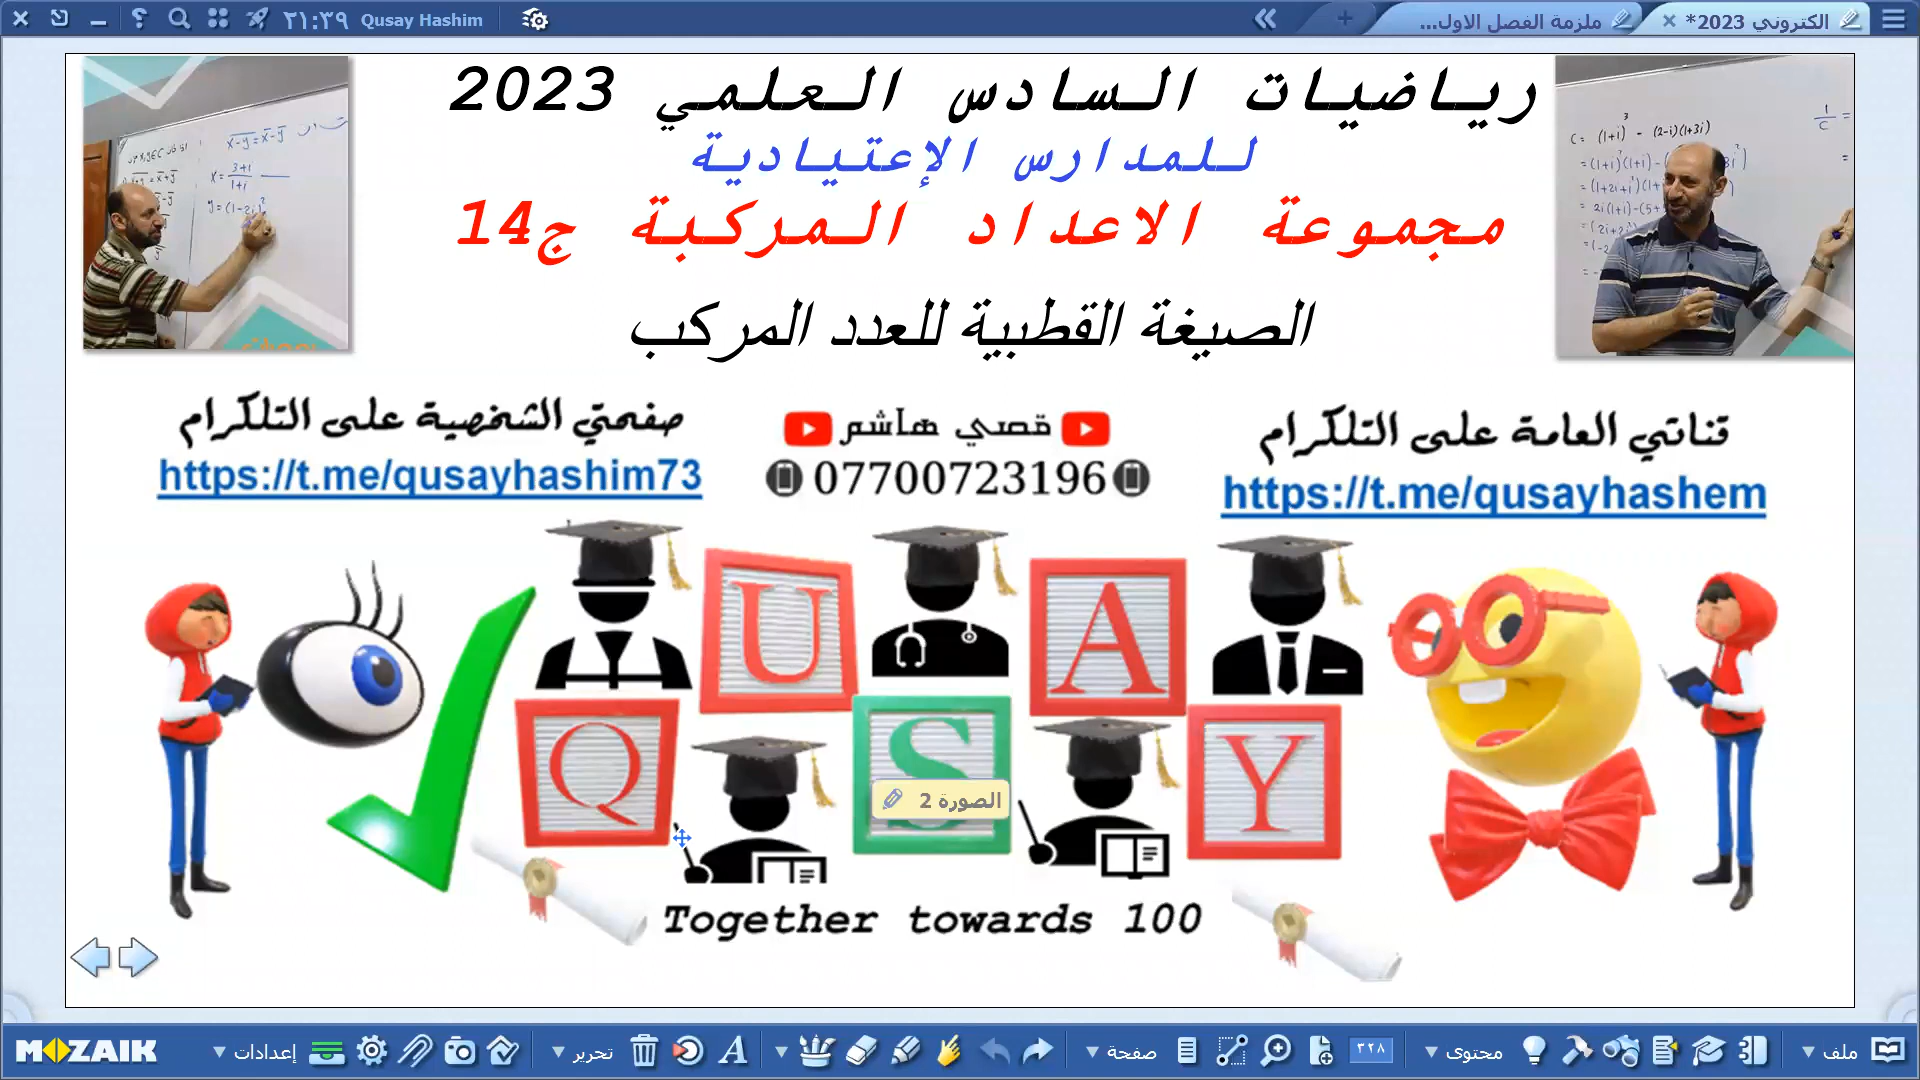 الكتروني 2023*
ملزمة الفصل الاول...
Qusay Hashim
٢١:٣٩
رياضيات السادس العلمي 2023
للمدارس الإعتيادية
مجموعة الاعداد المركبة ج14
الصيغة القطبية للعدد المركب
قناتي العامة على التلكرام
https://t.me/qusayhashem
قصي هاشم
07700723196
صفحتي الشخصية على التلكرام
https://t.me/qusayhashim73
Q U S A Y
الصورة 2
Together towards 100
ملف
محتوى
٣٢٨
صفحة
تحرير
إعدادات
MOZAIK